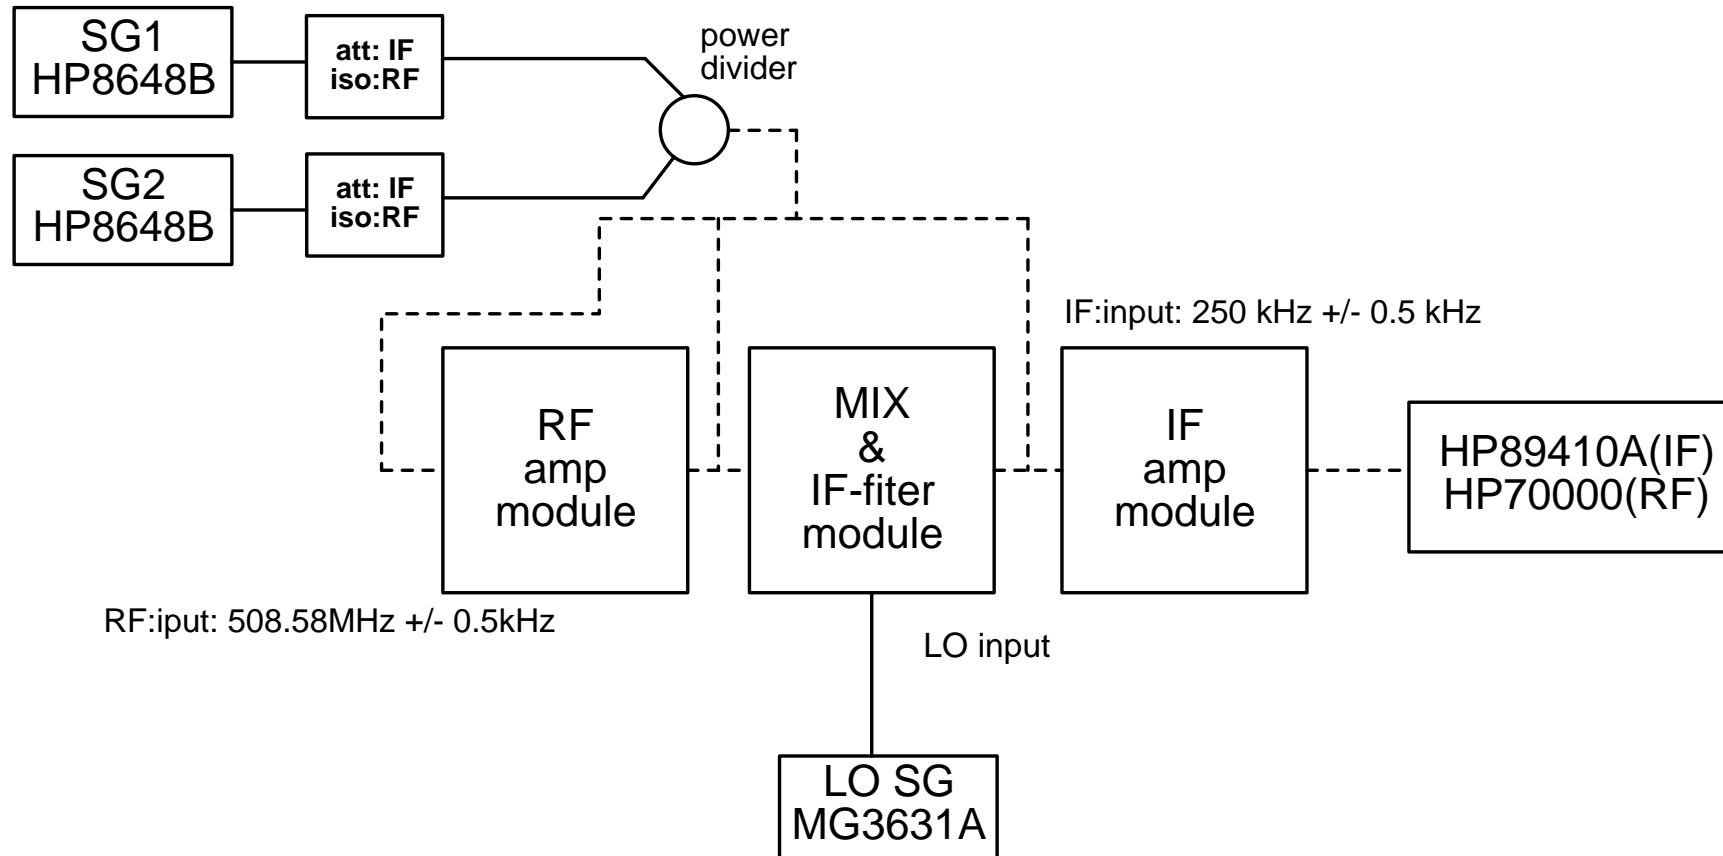 SG1
HP8648B
att: IF
iso:RF
power
divider
SG2
HP8648B
att: IF
iso:RF
IF:input: 250 kHz +/- 0.5 kHz
RF
amp
module
MIX
&
IF-fiter
module
IF
amp
module
HP89410A(IF)
HP70000(RF)
RF:iput: 508.58MHz +/- 0.5kHz
LO input
LO SG
MG3631A